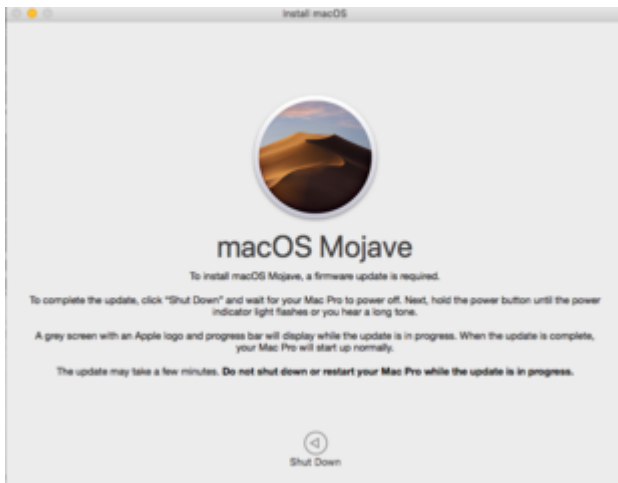 Install macOS
macOS Mojave
To install macOS Mojave, a firmware update is required.
To complete the update, click "Shut Down" and wait for your Mac Pro to power off. Next, hold the power button until the power
indicator light flashes or you hear a long tone.
A grey screen with an Apple logo and progress bar will display while the update is in progress. When the update is complete,
your Mac Pro will start up normally.
The update may take a few minutes. Do not shut down or restart your Mac Pro while the update is in progress.
Shut Down